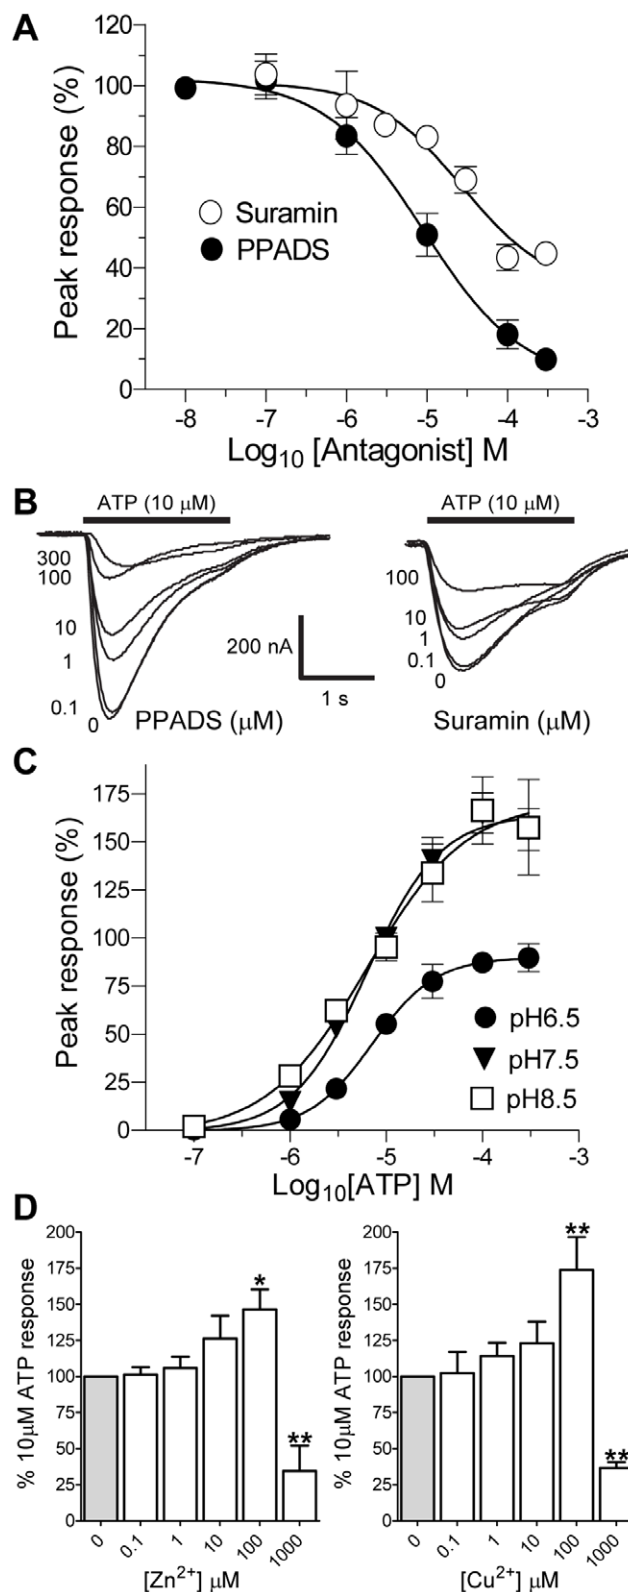 A
120
100
80
60
40
20
0
Peak response (%)
Suramin
PPADS
-8 -7 -6 -5 -4 -3
Log10 [Antagonist] M
B
ATP (10 μM) ATP (10 μM)
300
100
10
1
0.1
0
PPADS (μM)
200 nA
1 s
100
10
1
0.1
0
Suramin (μM)
C
175
150
125
100
75
50
25
0
Peak response (%)
pH6.5
pH7.5
pH8.5
-7 -6 -5 -4 -3
Log10[ATP] M
D
200
175
150
125
100
75
50
25
0
% 10μM ATP response
*
**
0 0.1 1 10 100 1000
[Zn2+] μM
200
175
150
125
100
75
50
25
0
% 10μM ATP response
**
**
0 0.1 1 10 100 1000
[Cu2+] μM